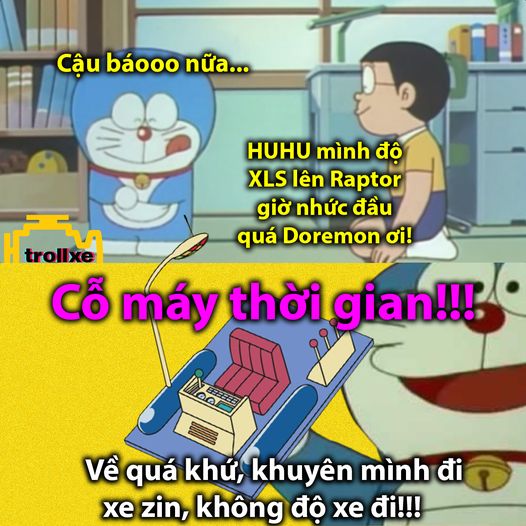 Cậu báooo nữa...
HUHU mình độ
XLS lên Raptor
giờ nhức đầu
quá Doremon ơi!
trollxe
Cỗ máy thời gian!!!
Về quá khứ, khuyên mình đi
xe zin, không độ xe đi!!!